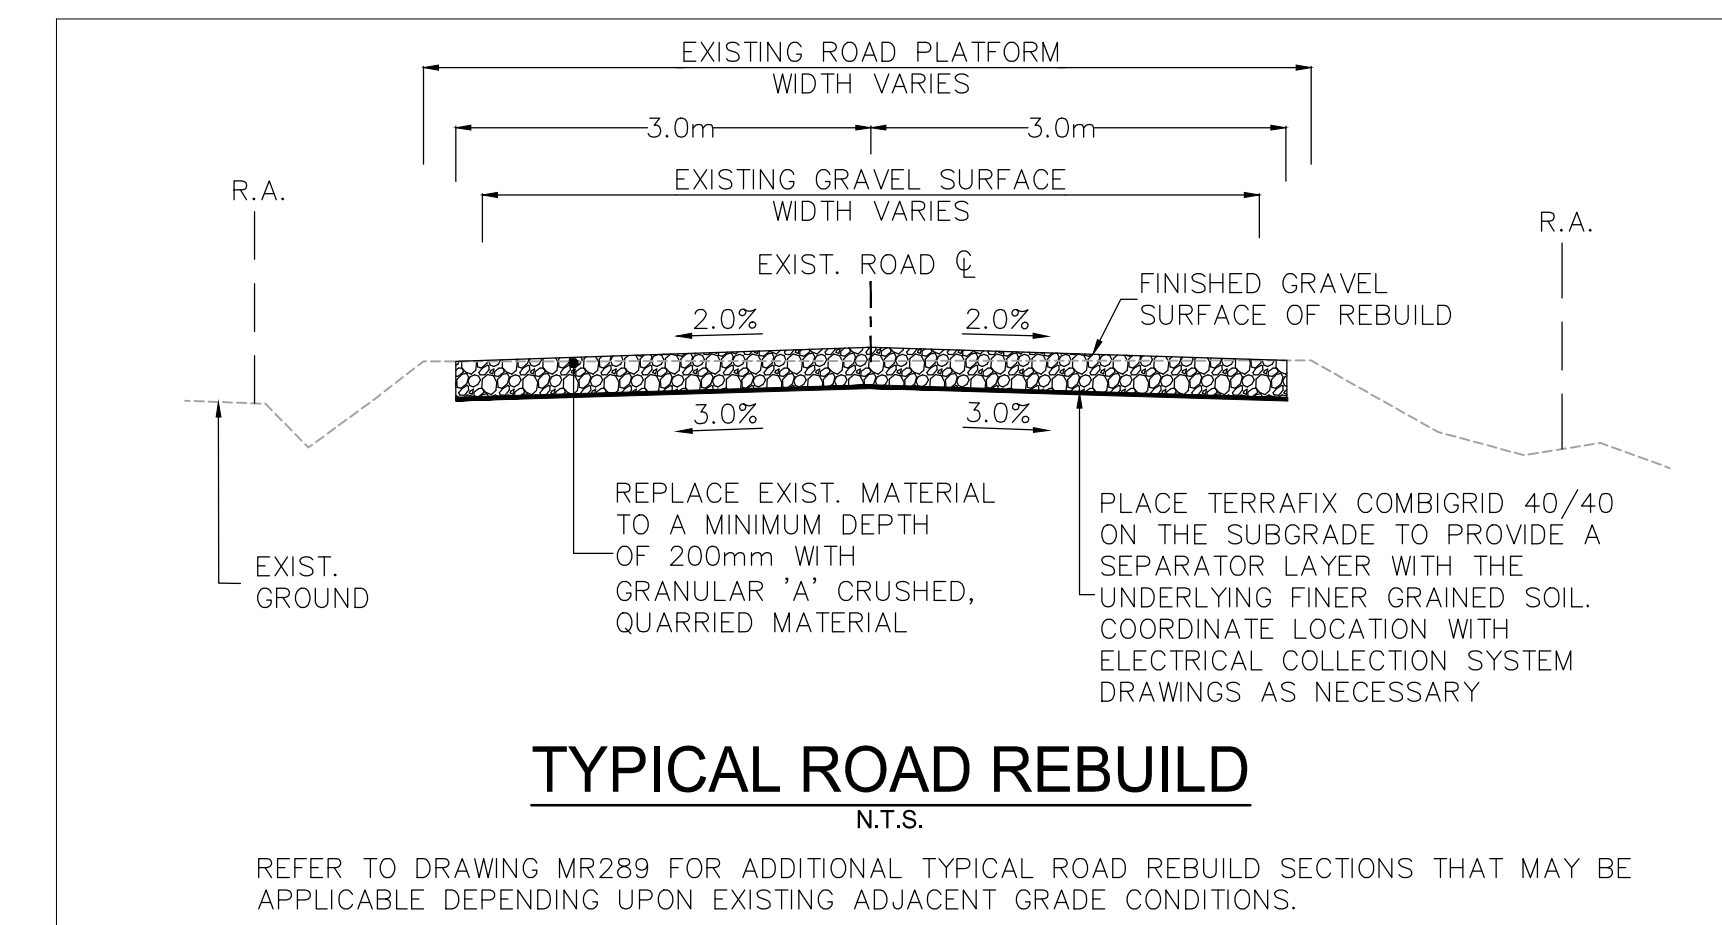 EXISTING ROAD PLATFORM
WIDTH VARIES
3.0m
3.0m
EXISTING GRAVEL SURFACE
WIDTH VARIES
R.A.
R.A.
EXIST. ROAD ℄
FINISHED GRAVEL
SURFACE OF REBUILD
2.0%
2.0%
3.0%
3.0%
REPLACE EXIST. MATERIAL
TO A MINIMUM DEPTH
OF 200mm WITH
GRANULAR 'A' CRUSHED,
QUARRIED MATERIAL
PLACE TERRAFIX COMBIGRID 40/40
ON THE SUBGRADE TO PROVIDE A
SEPARATOR LAYER WITH THE
UNDERLYING FINER GRAINED SOIL.
COORDINATE LOCATION WITH
ELECTRICAL COLLECTION SYSTEM
DRAWINGS AS NECESSARY
EXIST.
GROUND
TYPICAL ROAD REBUILD
N.T.S.
REFER TO DRAWING MR289 FOR ADDITIONAL TYPICAL ROAD REBUILD SECTIONS THAT MAY BE
APPLICABLE DEPENDING UPON EXISTING ADJACENT GRADE CONDITIONS.